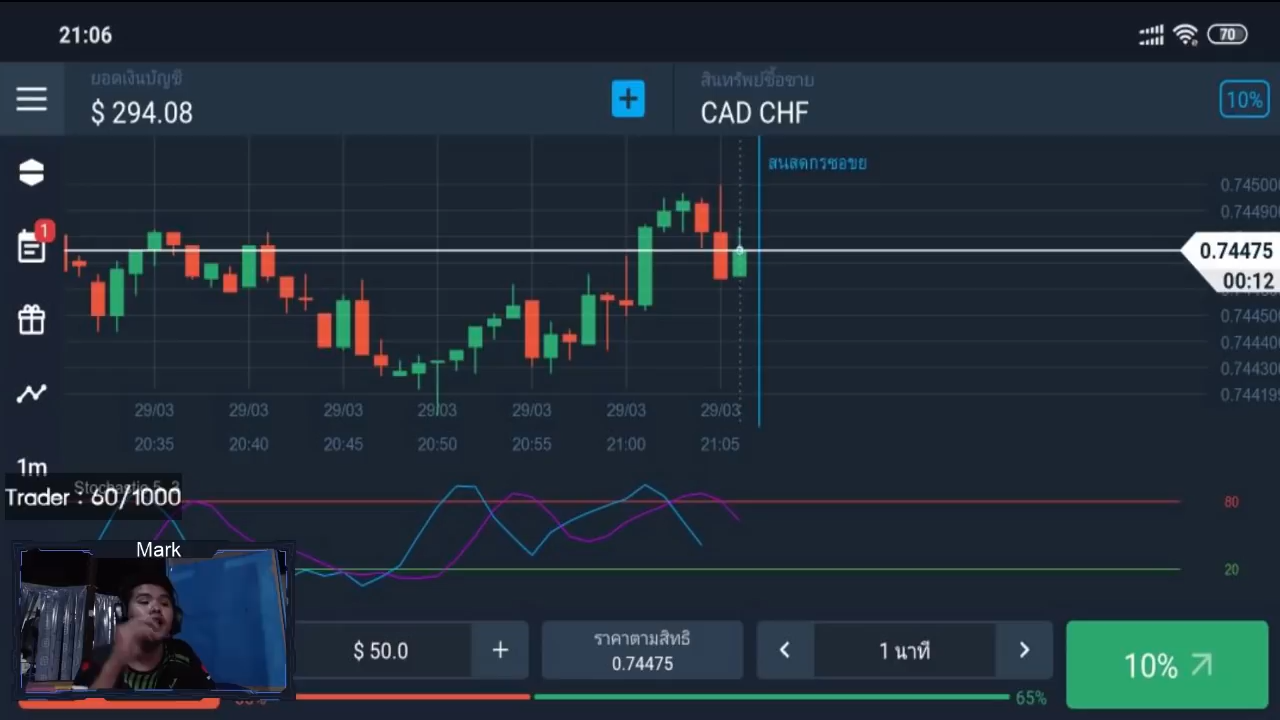 21:06
70
ยอดเงินบัญชี
$ 294.08
+
สินทรัพย์ซื้อขาย
CAD CHF
10%
1
0.74500
0.74490
0.74475
00:12
0.74450
0.74440
0.74430
0.74419
29/03 29/03 29/03 29/03 29/03 29/03 29/03
20:35 20:40 20:45 20:50 20:55 21:00 21:05
1m
Trader : 60/1000
80
20
Mark
$ 50.0 +
ราคาตามสิทธิ
0.74475
1 นาที
10%
65%